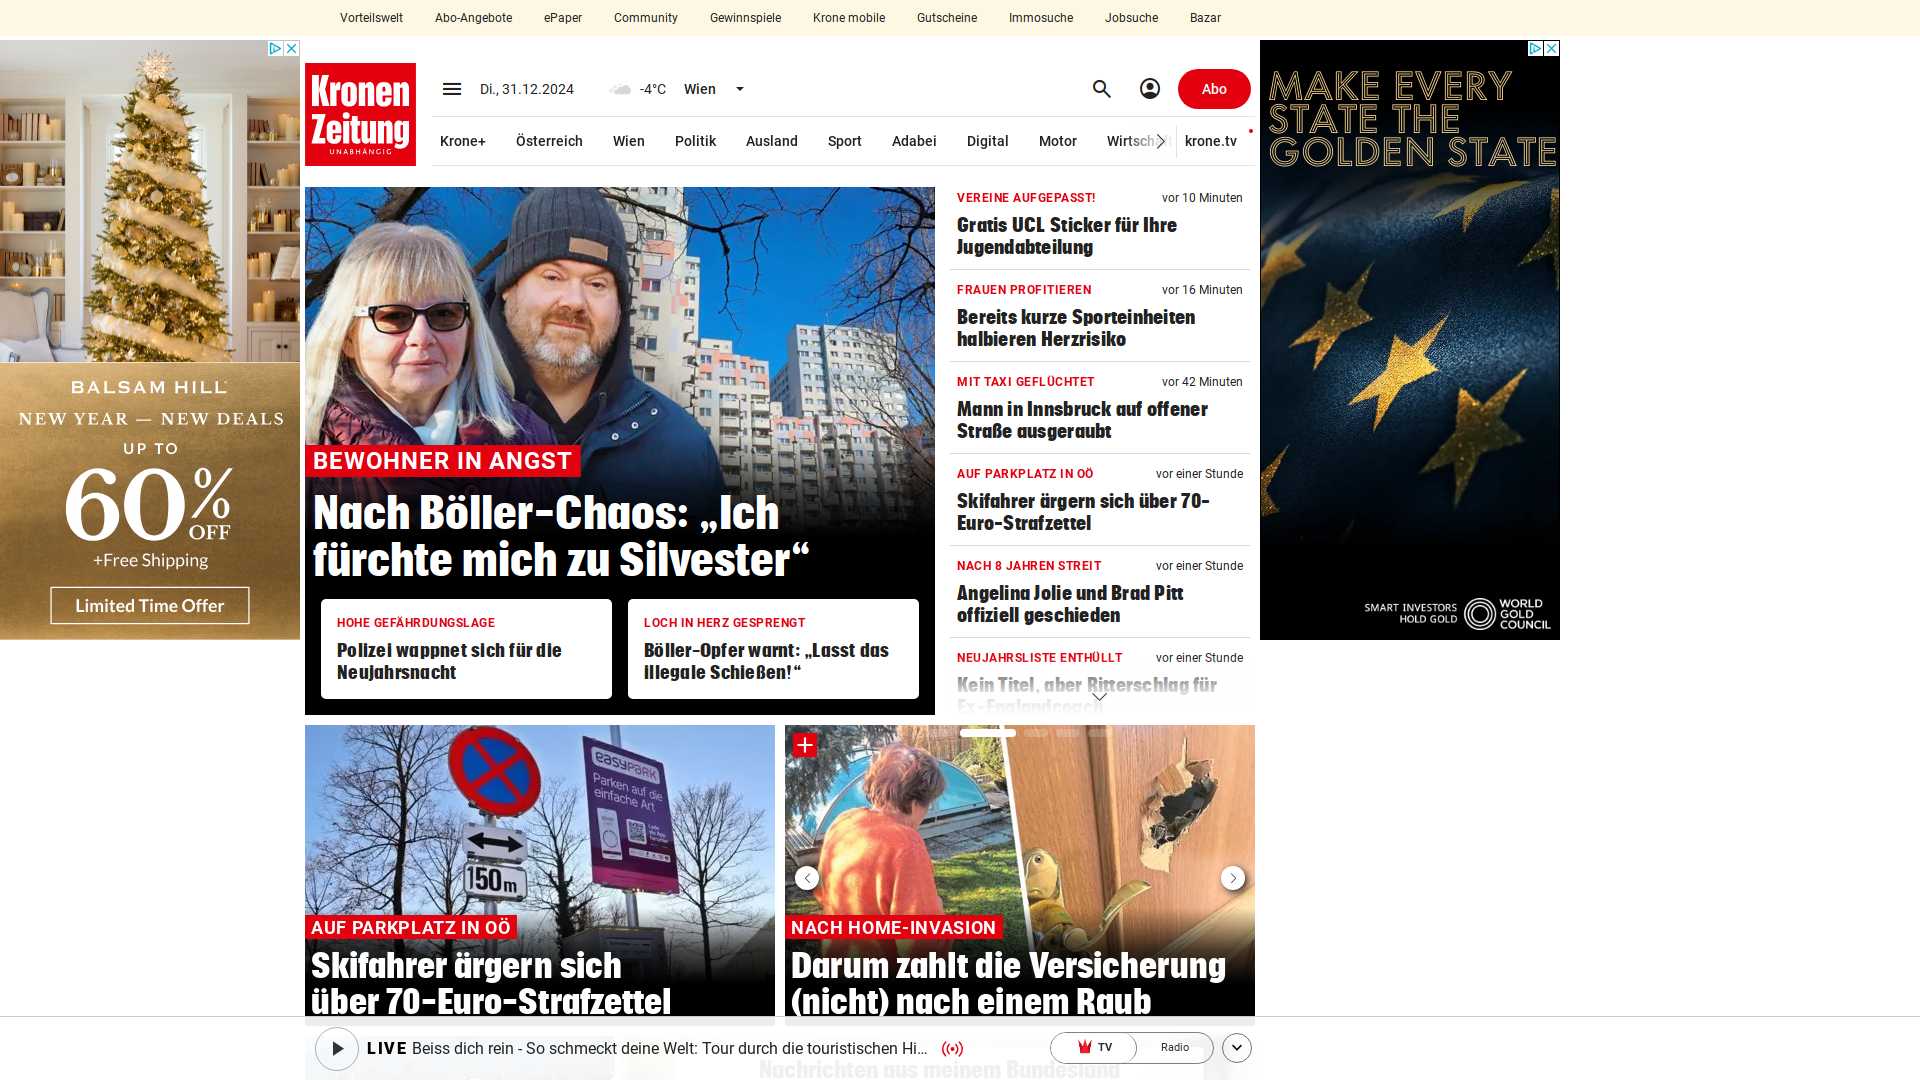 Vorteilswelt
Abo-Angebote
ePaper
Community
Gewinnspiele
Krone mobile
Gutscheine
Immosuche
Jobsuche
Bazar
Kronen
Zeitung
UNABHÄNGIG
Di., 31.12.2024
-4°C
Wien
Abo
Krone+
Österreich
Wien
Politik
Ausland
Sport
Adabei
Digital
Motor
krone.tv
BALSAM HILL
NEW YEAR — NEW DEALS
UP TO
60%
OFF
+Free Shipping
Limited Time Offer
BEWOHNER IN ANGST
Nach Böller-Chaos: „Ich
fürchte mich zu Silvester“
HOHE GEFÄHRDUNGSLAGE
Polizei wappnet sich für die
Neujahrsnacht
LOCH IN HERZ GESPRENGT
Böller-Opfer warnt: „Lasst das
illegale Schießen!“
VEREINE AUFGEPASST!
vor 10 Minuten
Gratis UCL Sticker für Ihre
Jugendabteilung
FRAUEN PROFITIEREN
vor 16 Minuten
Bereits kurze Sporteinheiten
halbieren Herzrisiko
MIT TAXI GEFLÜCHTET
vor 42 Minuten
Mann in Innsbruck auf offener
Straße ausgeraubt
AUF PARKPLATZ IN OÖ
vor einer Stunde
Skifahrer ärgern sich über 70-
Euro-Strafzettel
NACH 8 JAHREN STREIT
vor einer Stunde
Angelina Jolie und Brad Pitt
offiziell geschieden
NEUJAHRSLISTE ENTHÜLLT
vor einer Stunde
Kein Titel, aber Ritterschlag für
Ex-Englandcoach
MAKE EVERY
STATE THE
GOLDEN STATE
SMART INVESTORS
HOLD GOLD
WORLD
GOLD
COUNCIL
easypark
Parken auf die
einfache Art
150m
AUF PARKPLATZ IN OÖ
Skifahrer ärgern sich
über 70-Euro-Strafzettel
NACH HOME-INVASION
Darum zahlt die Versicherung
(nicht) nach einem Raub
LIVE Beiss dich rein - So schmeckt deine Welt: Tour durch die touristischen Hi...
TV
Radio
Nachrichten aus meinem Bundesland